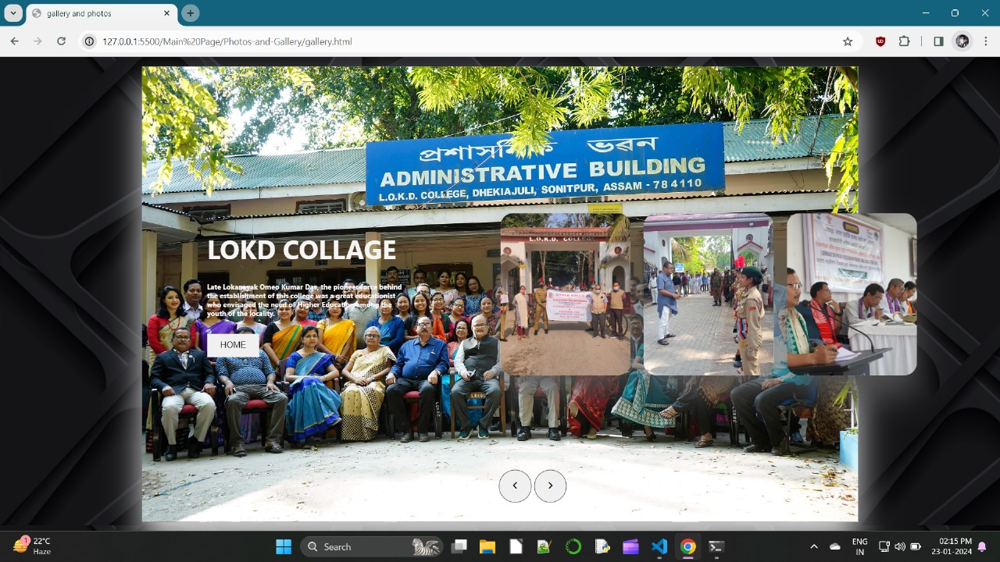 gallery and photos
127.0.0.1:5500/Main%20Page/Photos-and-Gallery/gallery.html
প্ৰশাসনিক ভৱন
ADMINISTRATIVE BUILDING
L.O.K.D. COLLEGE, DHEKIAJULI, SONITPUR, ASSAM - 784110
L.O.K.D. COLLEGE
LOKD COLLAGE
Late Lokanayak Omeo Kumar Das, the pioneer force behind
the establishment of this college was a great educationist
who envisaged the need of Higher Education among the
youth of the locality.
HOME
1
22°C
Haze
Search
ENG
IN
02:15 PM
23-01-2024